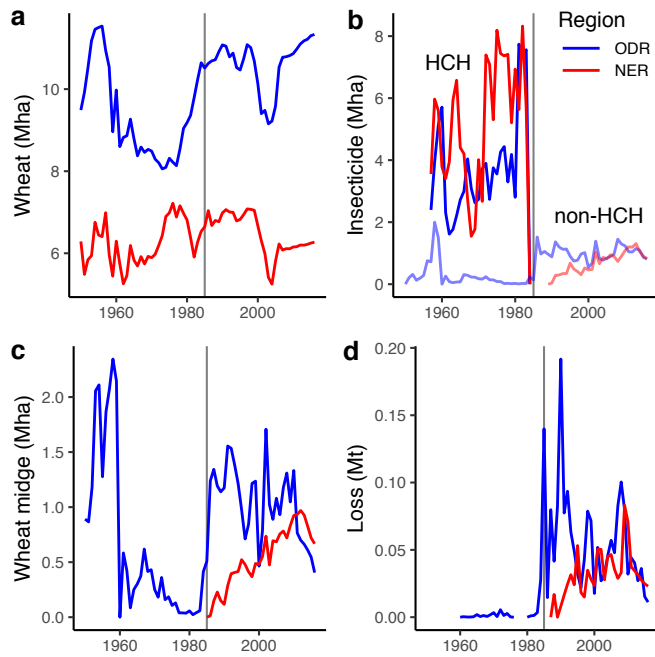 a
Wheat (Mha)
10
8
6
1960
1980
2000
b
Region
ODR
NER
Insecticide (Mha)
8
6
4
2
0
HCH
non-HCH
1960
1980
2000
c
Wheat midge (Mha)
2.0
1.5
1.0
0.5
0.0
1960
1980
2000
d
Loss (Mt)
0.20
0.15
0.10
0.05
0.00
1960
1980
2000